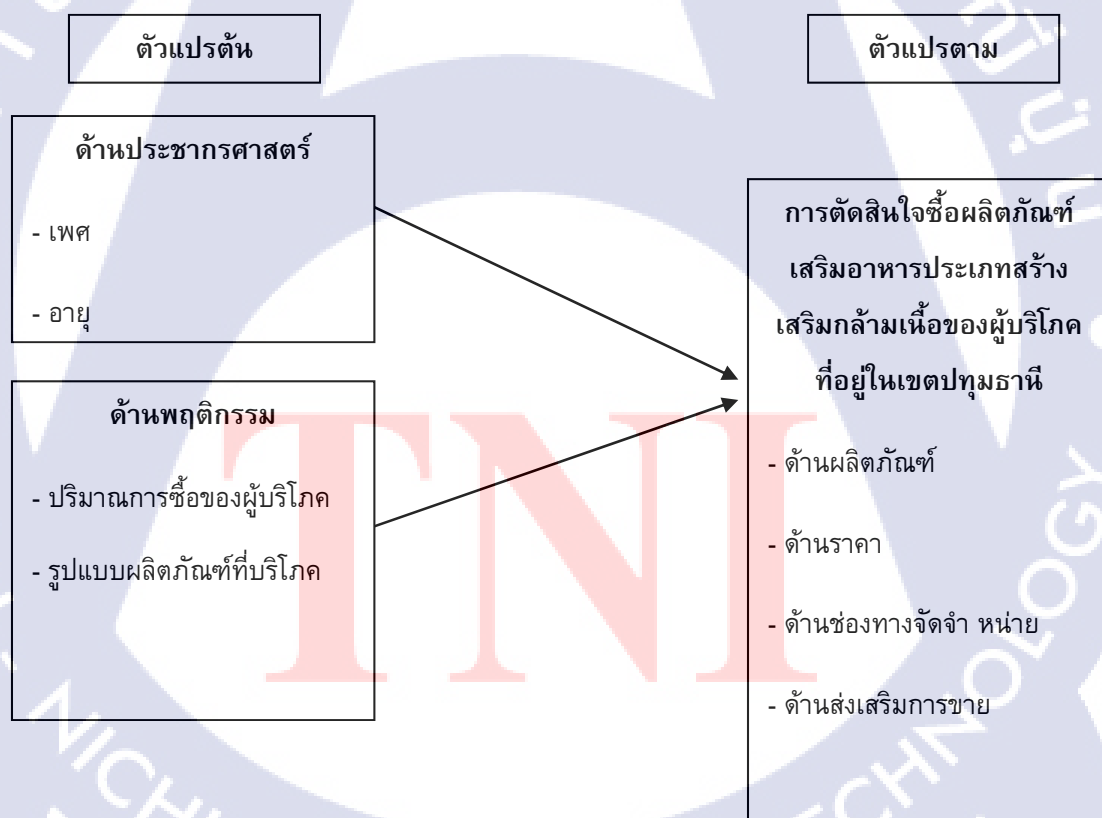 ตัวแปรต้น
ตัวแปรตาม
ด้านประชากรศาสตร์
- เพศ
- อายุ
ด้านพฤติกรรม
- ปริมาณการซื้อของผู้บริโภค
- รูปแบบผลิตภัณฑ์ที่บริโภค
การตัดสินใจซื้อผลิตภัณฑ์
เสริมอาหารประเภทสร้าง
เสริมกล้ามเนื้อของผู้บริโภค
ที่อยู่ในเขตปทุมธานี
- ด้านผลิตภัณฑ์
- ด้านราคา
- ด้านช่องทางจัดจำ หน่าย
- ด้านส่งเสริมการขาย
TNI